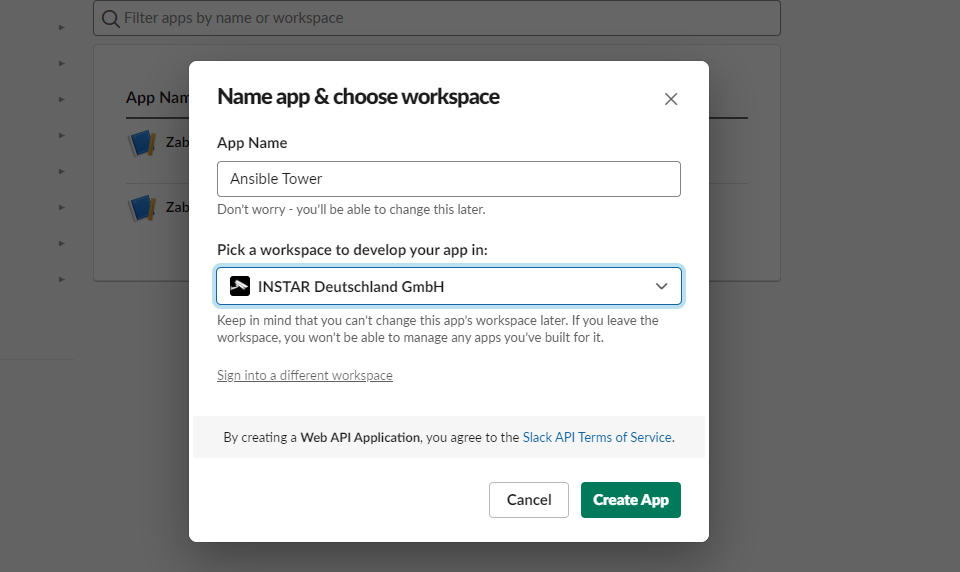 Filter apps by name or workspace
App Nam
Zab
Zab
Name app & choose workspace
App Name
Ansible Tower
Don't worry - you'll be able to change this later.
Pick a workspace to develop your app in:
INSTAR Deutschland GmbH
Keep in mind that you can't change this app's workspace later. If you leave the
workspace, you won't be able to manage any apps you've built for it.
Sign into a different workspace
By creating a Web API Application, you agree to the Slack API Terms of Service.
Cancel
Create App